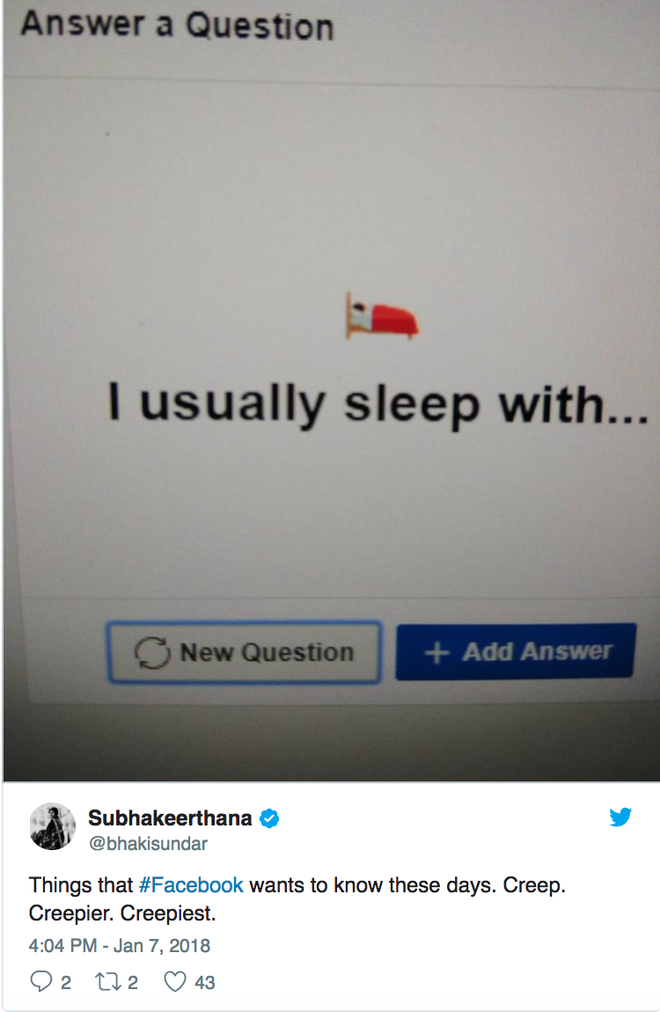 Answer a Question
I usually sleep with...
New Question
+ Add Answer
Subhakeerthana
@bhakisundar
Things that #Facebook wants to know these days. Creep.
Creepier. Creepiest.
4:04 PM - Jan 7, 2018
2 2 43